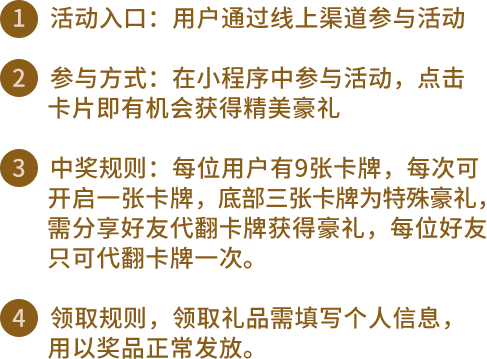 1 活动入口：用户通过线上渠道参与活动
2 参与方式：在小程序中参与活动，点击
卡片即有机会获得精美豪礼
3 中奖规则：每位用户有9张卡牌，每次可
开启一张卡牌，底部三张卡牌为特殊豪礼，
需分享好友代翻卡牌获得豪礼，每位好友
只可代翻卡牌一次。
4 领取规则，领取礼品需填写个人信息，
用以奖品正常发放。